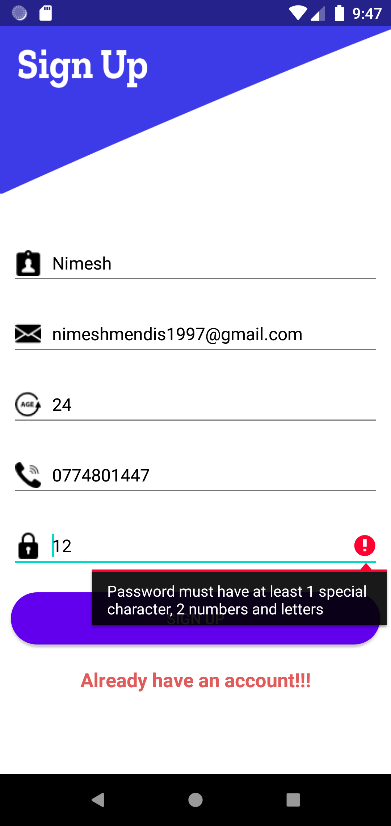 9:47
Sign Up
Nimesh
nimeshmendis1997@gmail.com
AGE
24
0774801447
12
Password must have at least 1 special
character, 2 numbers and letters
SIGN UP
Already have an account!!!